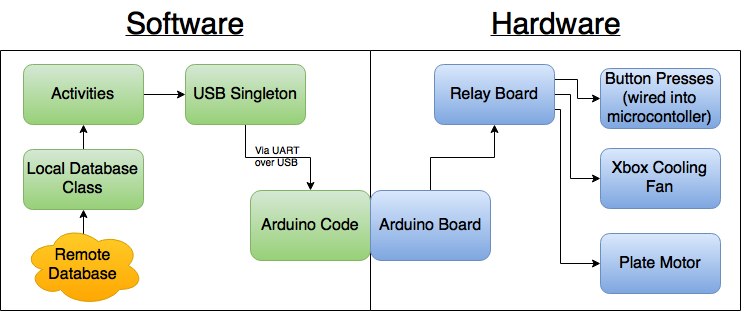 Software
Hardware
Activities
USB Singleton
Via UART
over USB
Local Database
Class
Arduino Code
Remote
Database
Relay Board
Button Presses
(wired into
microcontoller)
Xbox Cooling
Fan
Arduino Board
Plate Motor